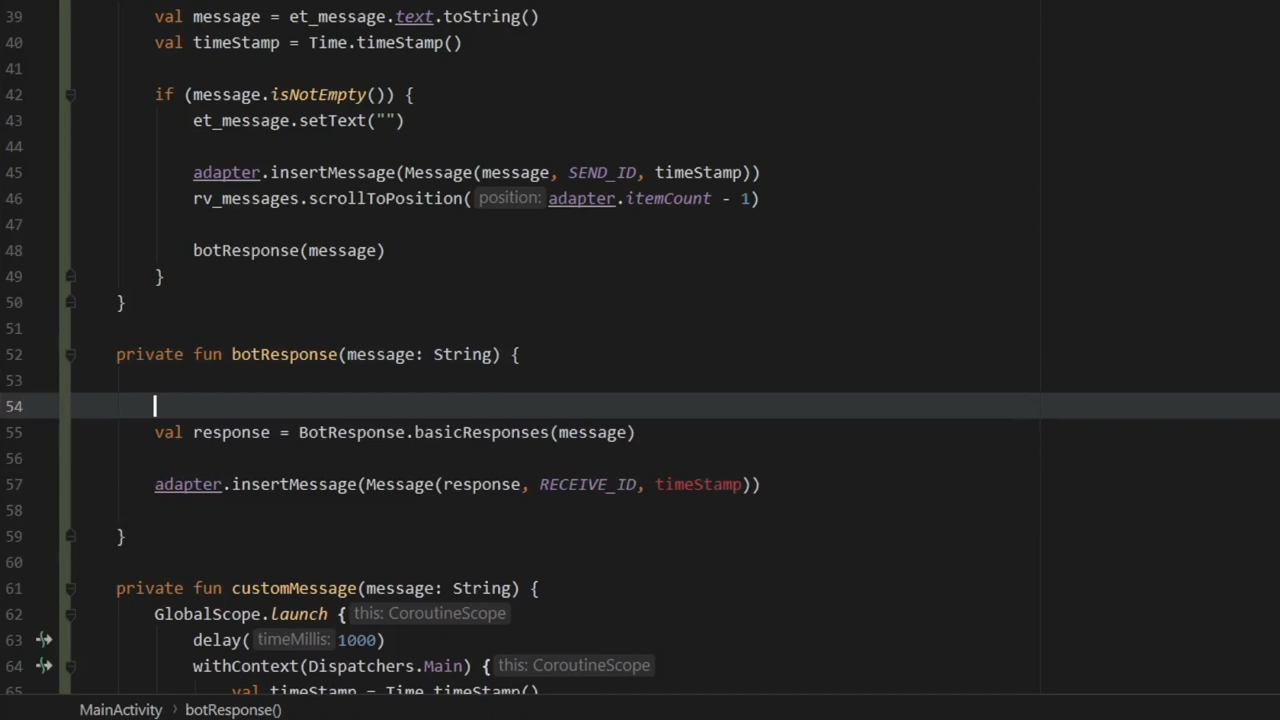 39 val message = et_message.text.toString()
40 val timeStamp = Time.timeStamp()
41
42 if (message.isNotEmpty()) {
43 et_message.setText("")
44
45 adapter.insertMessage(Message(message, SEND_ID, timeStamp))
46 rv_messages.scrollToPosition( position: adapter.itemCount - 1)
47
48 botResponse(message)
49 }
50 }
51
52 private fun botResponse(message: String) {
53
54
55 val response = BotResponse.basicResponses(message)
56
57 adapter.insertMessage(Message(response, RECEIVE_ID, timeStamp))
58
59 }
60
61 private fun customMessage(message: String) {
62 GlobalScope.launch { this: CoroutineScope
63 delay( timeMillis: 1000)
64 withContext(Dispatchers.Main) { this: CoroutineScope
65 val timeStamp = Time.timeStamp()
MainActivity > botResponse()